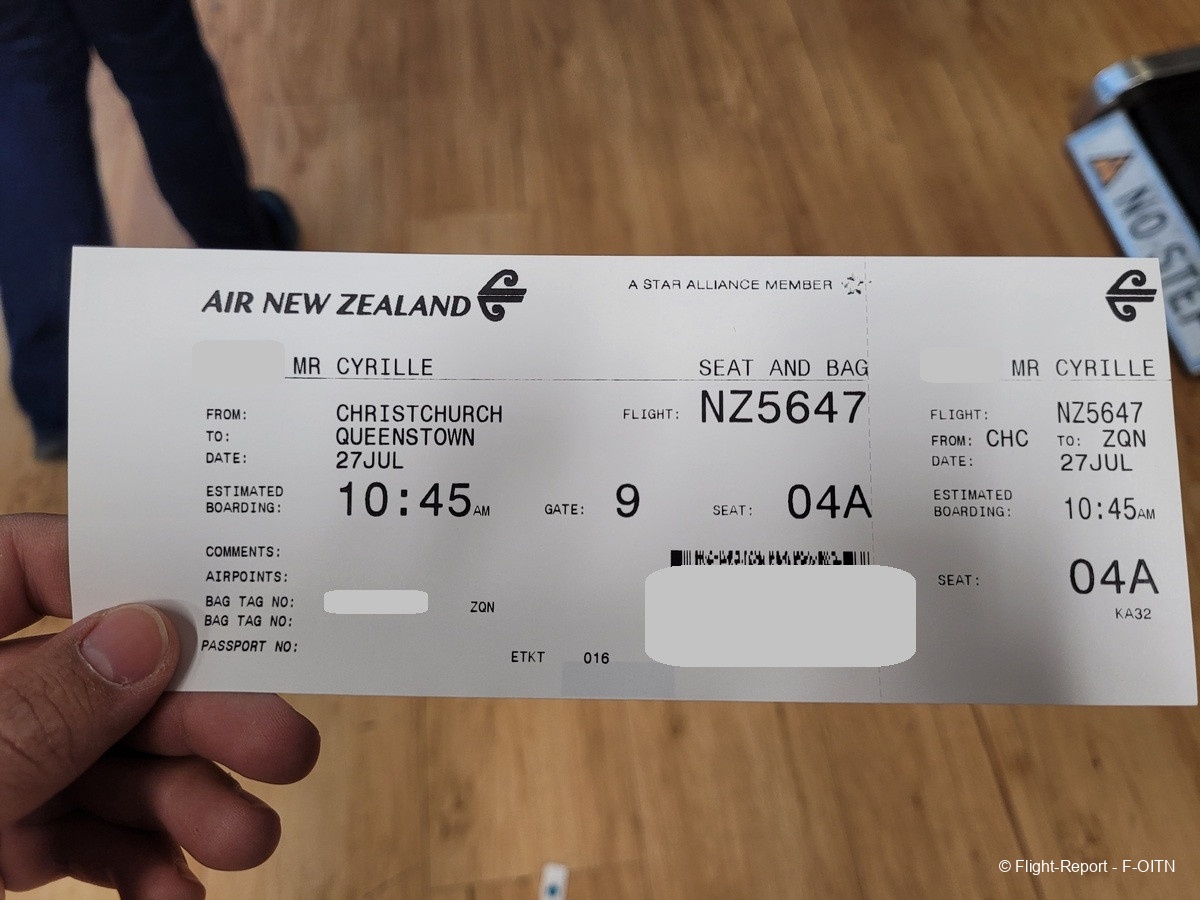 AIR NEW ZEALAND
A STAR ALLIANCE MEMBER
MR CYRILLE
SEAT AND BAG
FROM: CHRISTCHURCH
TO: QUEENSTOWN
DATE: 27JUL
FLIGHT: NZ5647
ESTIMATED
BOARDING: 10:45AM
GATE: 9
SEAT: 04A
COMMENTS:
AIRPOINTS:
BAG TAG NO: ZQN
BAG TAG NO:
PASSPORT NO:
ETKT 016
MR CYRILLE
FLIGHT: NZ5647
FROM: CHC TO: ZQN
DATE: 27JUL
ESTIMATED
BOARDING: 10:45AM
SEAT: 04A
KA32
NO STEP
© Flight-Report - F-OITN